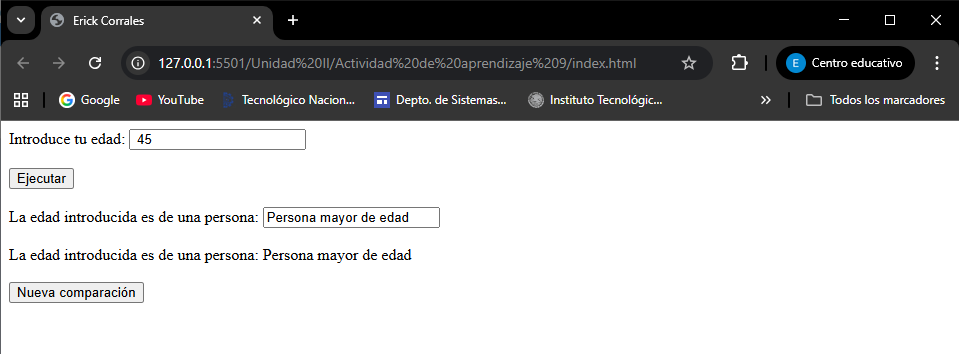 Erick Corrales
127.0.0.1:5501/Unidad%20II/Actividad%20de%20aprendizaje%209/index.html
E Centro educativo
Google YouTube Tecnológico Nacion... Depto. de Sistemas... Instituto Tecnológic... » Todos los marcadores
Introduce tu edad: 45
Ejecutar
La edad introducida es de una persona: Persona mayor de edad
La edad introducida es de una persona: Persona mayor de edad
Nueva comparación